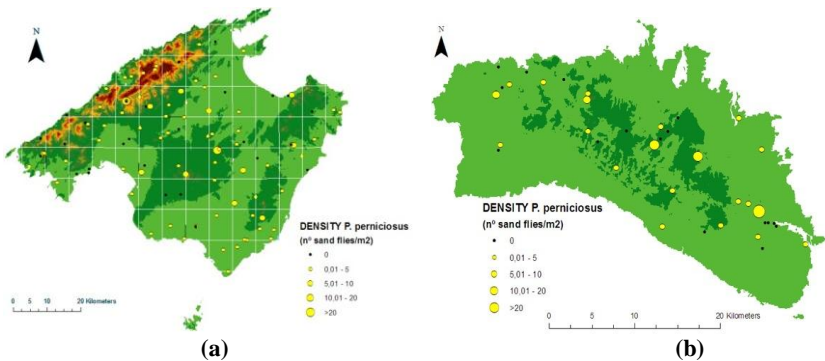 N
DENSITY P. perniciosus
(nº sand flies/m2)
0
0,01 - 5
5,01 - 10
10,01 - 20
>20
0 5 10 20 Kilometers
(a)
N
DENSITY P. perniciosus
(nº sand flies/m2)
0
0,01 - 5
5,01 - 10
10,01 - 20
>20
0 5 10 20 Kilometers
(b)